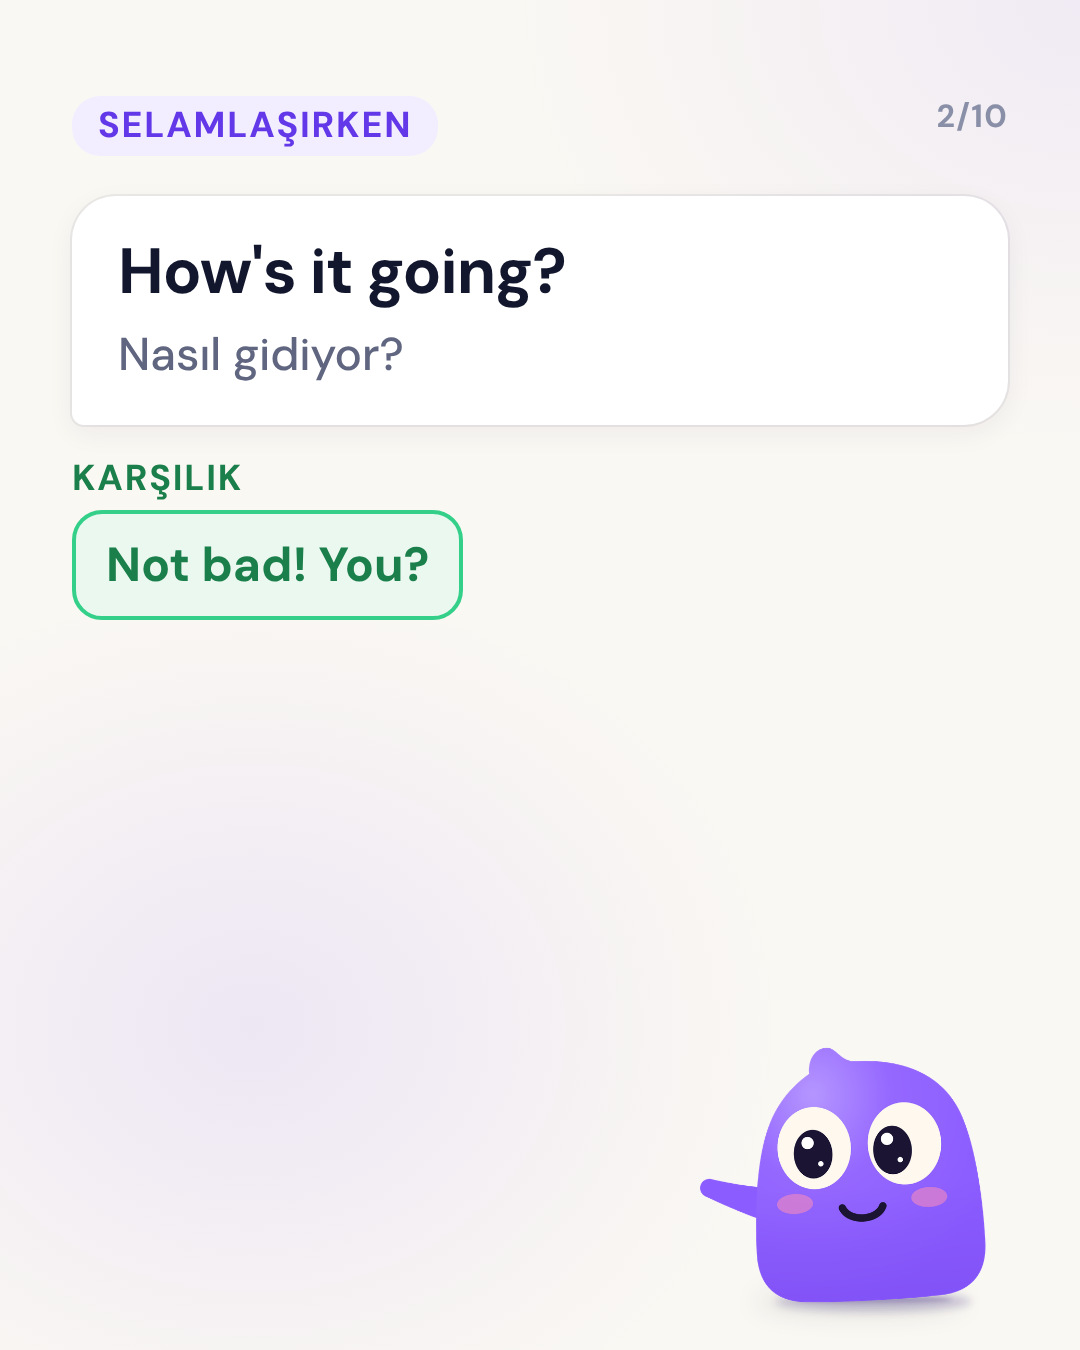 SELAMLAŞIRKEN
2/10
How's it going?
Nasıl gidiyor?
KARŞILIK
Not bad! You?